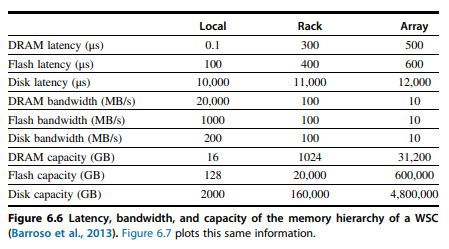 Local Rack Array
DRAM latency (μs) 0.1 300 500
Flash latency (μs) 100 400 600
Disk latency (μs) 10,000 11,000 12,000
DRAM bandwidth (MB/s) 20,000 100 10
Flash bandwidth (MB/s) 1000 100 10
Disk bandwidth (MB/s) 200 100 10
DRAM capacity (GB) 16 1024 31,200
Flash capacity (GB) 128 20,000 600,000
Disk capacity (GB) 2000 160,000 4,800,000
Figure 6.6 Latency, bandwidth, and capacity of the memory hierarchy of a WSC
(Barroso et al., 2013). Figure 6.7 plots this same information.